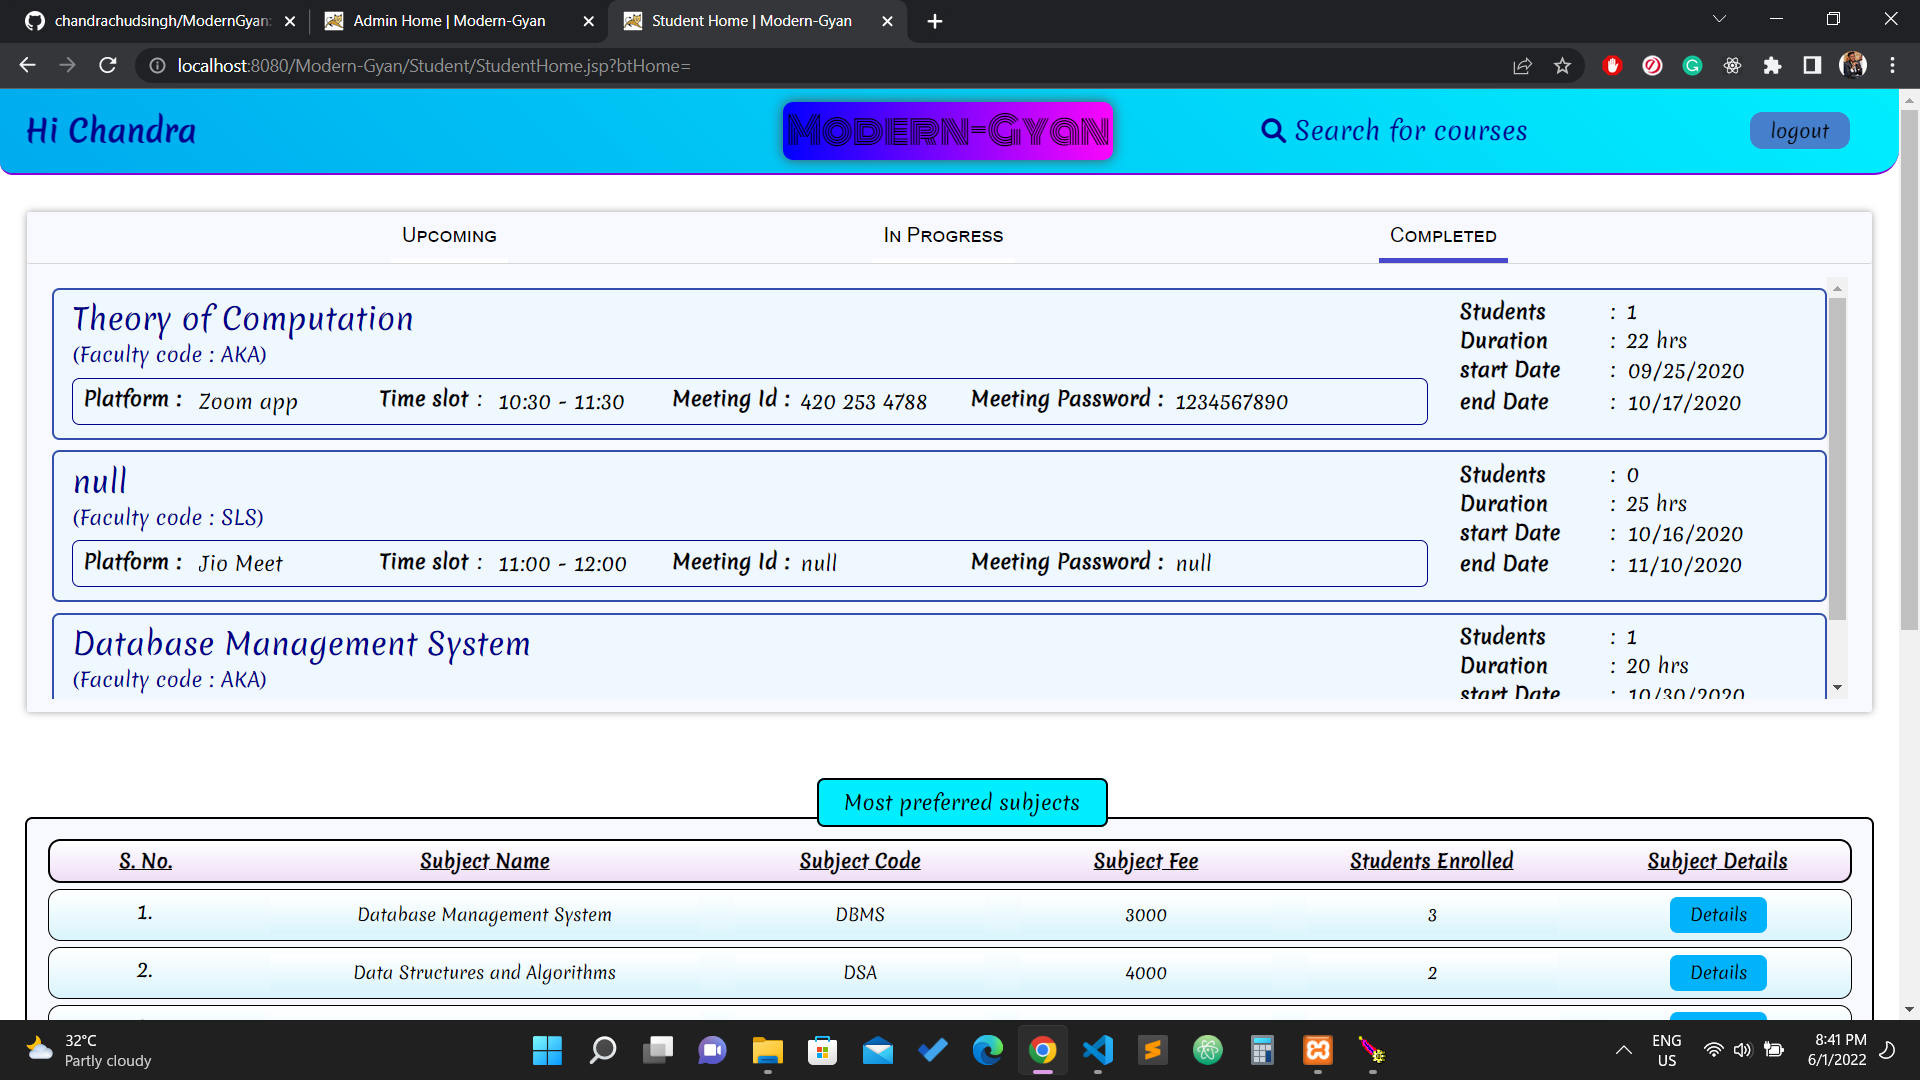 chandrachudsingh/ModernGyan:
Admin Home | Modern-Gyan
Student Home | Modern-Gyan
localhost:8080/Modern-Gyan/Student/StudentHome.jsp?btHome=
Hi Chandra
Modern-Gyan
Search for courses
logout
Upcoming
In Progress
Completed
Theory of Computation
(Faculty code : AKA)
Platform : Zoom app Time slot : 10:30 - 11:30 Meeting Id : 420 253 4788 Meeting Password : 1234567890
Students : 1
Duration : 22 hrs
start Date : 09/25/2020
end Date : 10/17/2020
null
(Faculty code : SLS)
Platform : Jio Meet Time slot : 11:00 - 12:00 Meeting Id : null Meeting Password : null
Students : 0
Duration : 25 hrs
start Date : 10/16/2020
end Date : 11/10/2020
Database Management System
(Faculty code : AKA)
Students : 1
Duration : 20 hrs
start Date : 10/30/2020
Most preferred subjects
S. No. Subject Name Subject Code Subject Fee Students Enrolled Subject Details
1. Database Management System DBMS 3000 3 Details
2. Data Structures and Algorithms DSA 4000 2 Details
32°C
Partly cloudy
ENG
US
8:41 PM
6/1/2022